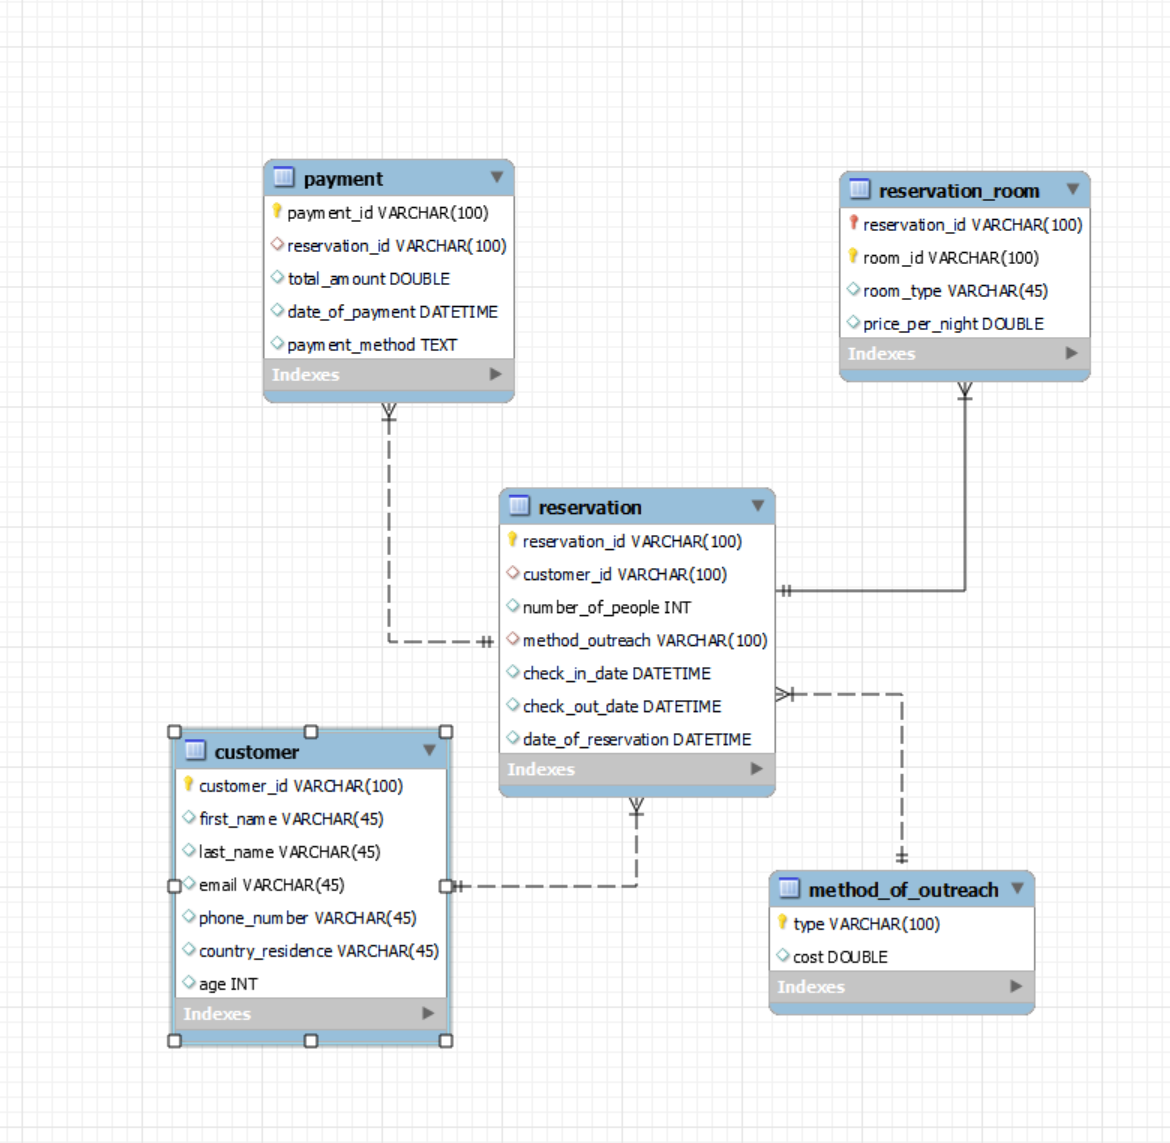 payment
payment_id VARCHAR(100)
reservation_id VARCHAR(100)
total_amount DOUBLE
date_of_payment DATETIME
payment_method TEXT
Indexes
reservation_room
reservation_id VARCHAR(100)
room_id VARCHAR(100)
room_type VARCHAR(45)
price_per_night DOUBLE
Indexes
reservation
reservation_id VARCHAR(100)
customer_id VARCHAR(100)
number_of_people INT
method_outreach VARCHAR(100)
check_in_date DATETIME
check_out_date DATETIME
date_of_reservation DATETIME
Indexes
customer
customer_id VARCHAR(100)
first_name VARCHAR(45)
last_name VARCHAR(45)
email VARCHAR(45)
phone_number VARCHAR(45)
country_residence VARCHAR(45)
age INT
Indexes
method_of_outreach
type VARCHAR(100)
cost DOUBLE
Indexes